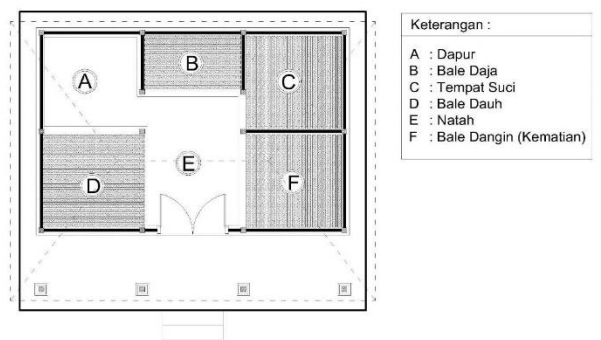 A
B
C
D
E
F
Keterangan :
A : Dapur
B : Bale Daja
C : Tempat Suci
D : Bale Dauh
E : Natah
F : Bale Dangin (Kematian)